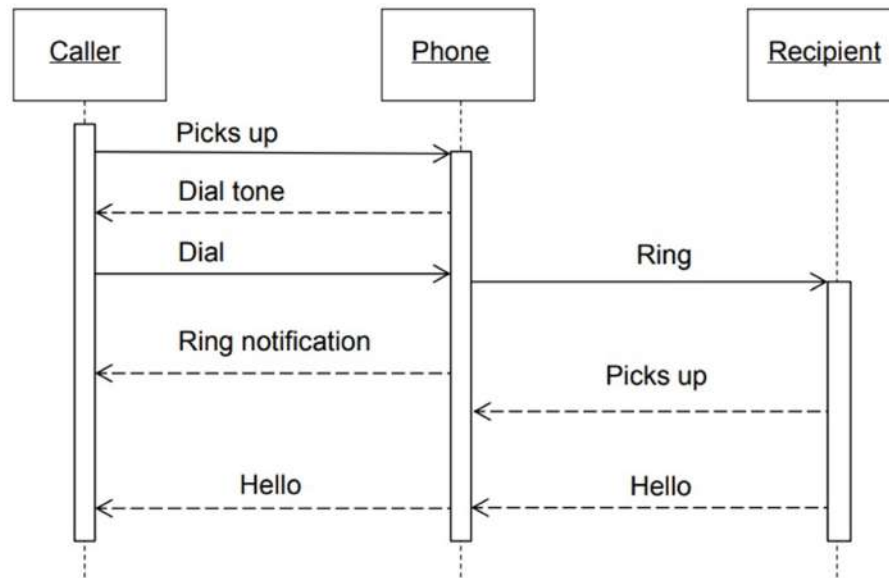 Caller
Phone
Recipient
Picks up
Dial tone
Dial
Ring
Ring notification
Picks up
Hello
Hello